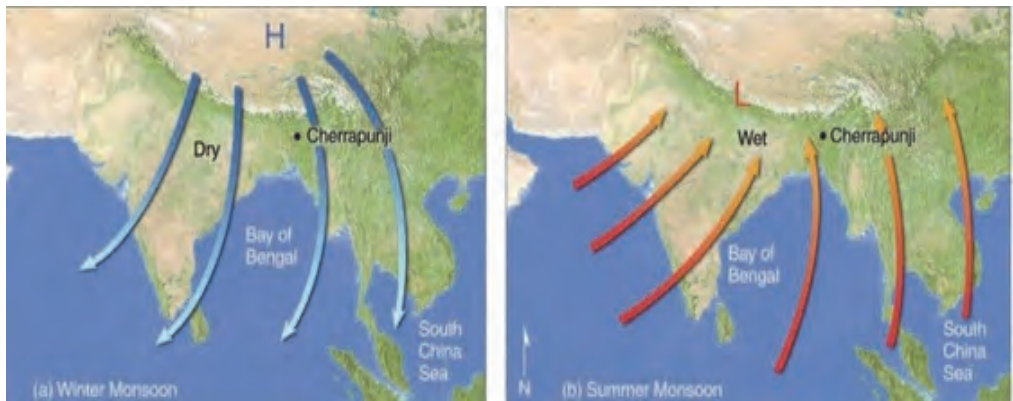 H
Dry
Cherrapunji
Bay of
Bengal
South
China
Sea
(a) Winter Monsoon
L
Wet
Cherrapunji
Bay of
Bengal
South
China
Sea
N
(b) Summer Monsoon